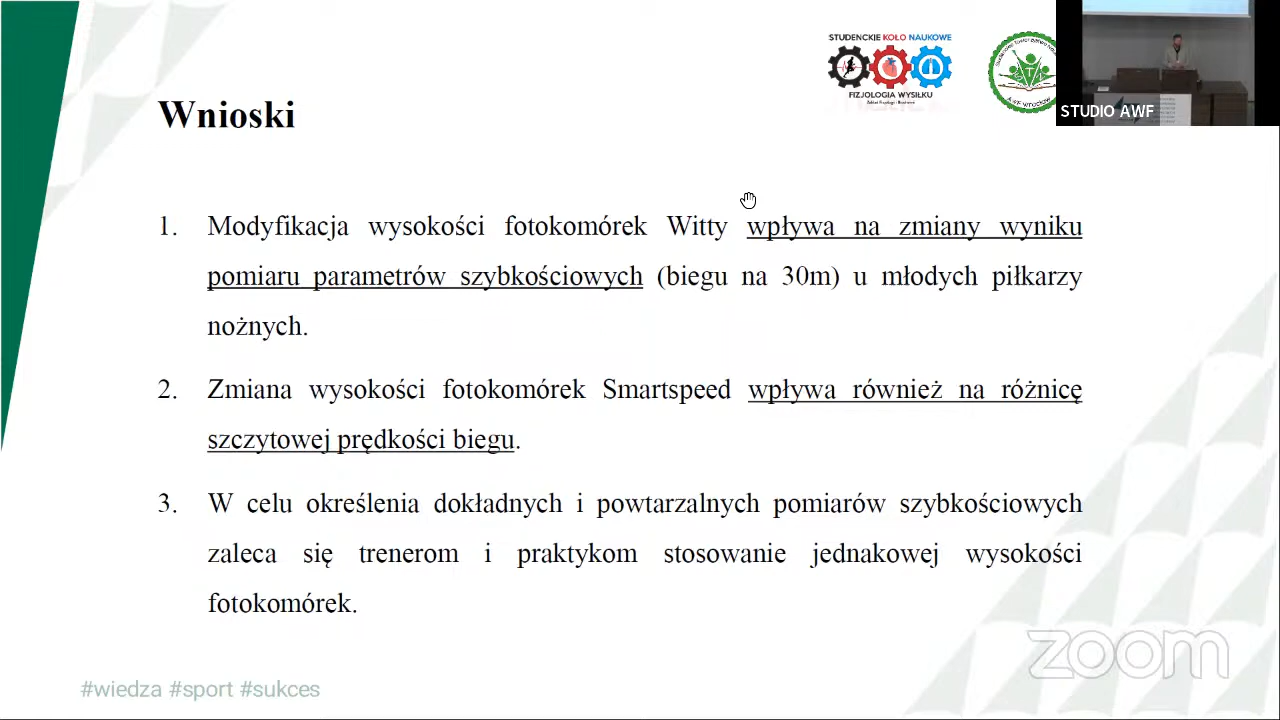 STUDENCKIE KOŁO NAUKOWE
FIZJOLOGIA WYSIŁKU
STUDIO AWF
Wnioski
1. Modyfikacja wysokości fotokomórek Witty wpływa na zmiany wyniku
pomiaru parametrów szybkościowych (biegu na 30m) u młodych piłkarzy
nożnych.
2. Zmiana wysokości fotokomórek Smartspeed wpływa również na różnicę
szczytowej prędkości biegu.
3. W celu określenia dokładnych i powtarzalnych pomiarów szybkościowych
zaleca się trenerom i praktykom stosowanie jednakowej wysokości
fotokomórek.
zoom
#wiedza #sport #sukces